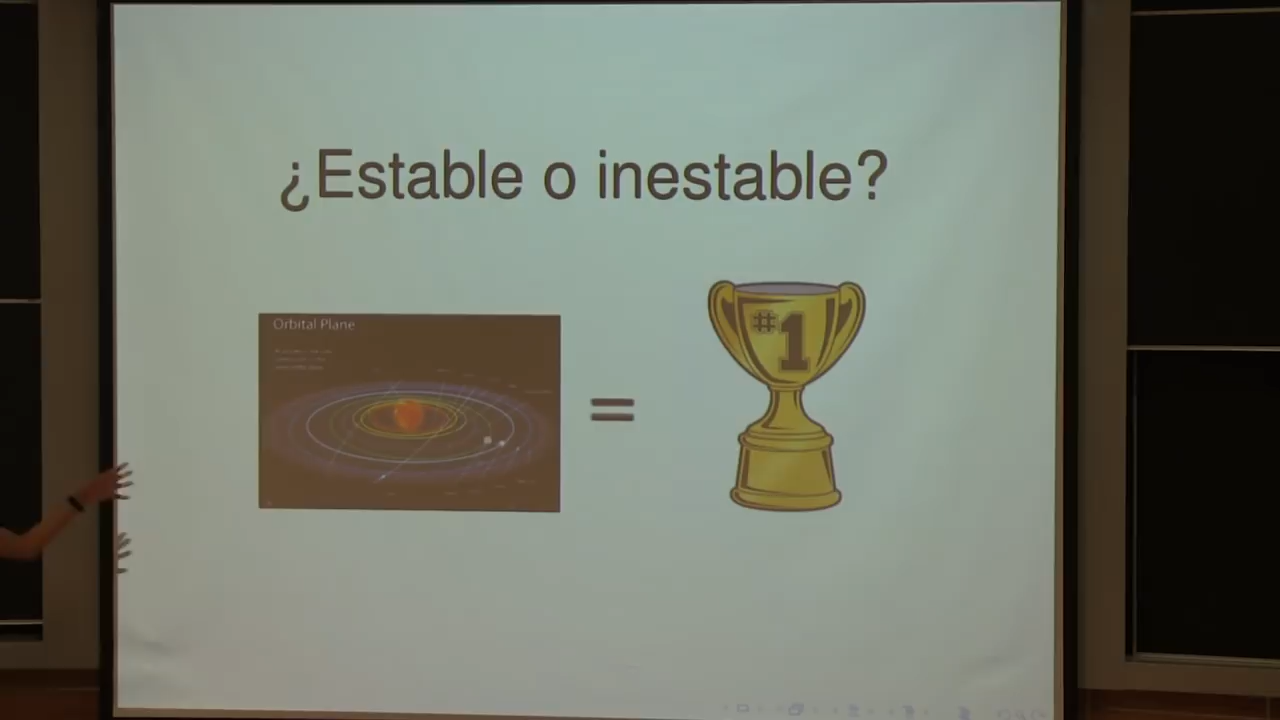 ¿Estable o inestable?
Orbital Plane
=
#1